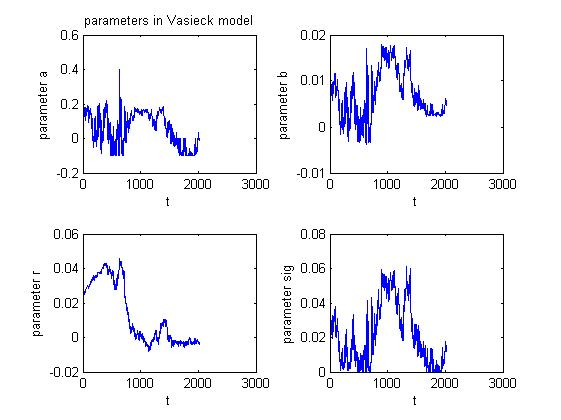 parameters in Vasieck model
0.6
0.4
0.2
0
-0.2
parameter a
0 1000 2000 3000
t
0.02
0.01
0
-0.01
parameter b
0 1000 2000 3000
t
0.06
0.04
0.02
0
-0.02
parameter r
0 1000 2000 3000
t
0.08
0.06
0.04
0.02
0
parameter sig
0 1000 2000 3000
t